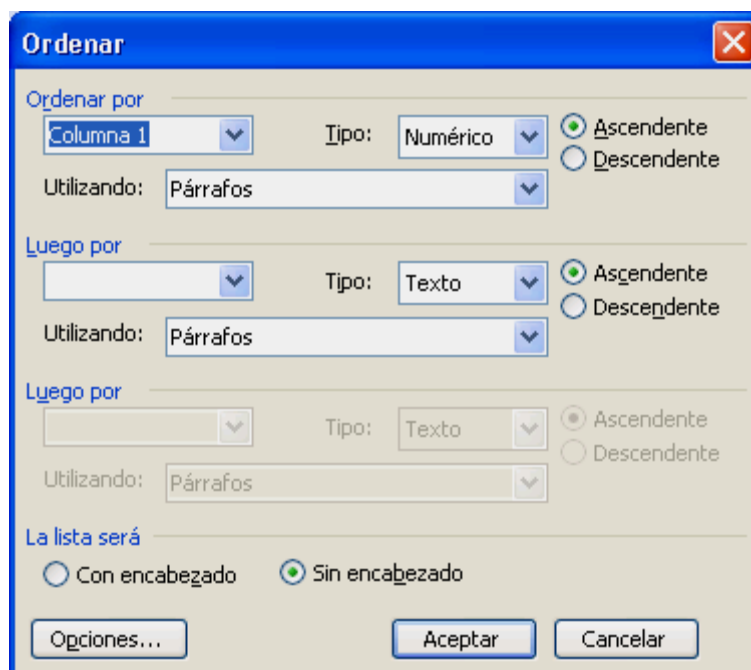 Ordenar
Ordenar por
Columna 1 Tipo: Numérico Ascendente
Descendente
Utilizando: Párrafos
Luego por
Tipo: Texto Ascendente
Descendente
Utilizando: Párrafos
Luego por
Tipo: Texto Ascendente
Descendente
Utilizando: Párrafos
La lista será
Con encabezado Sin encabezado
Opciones... Aceptar Cancelar